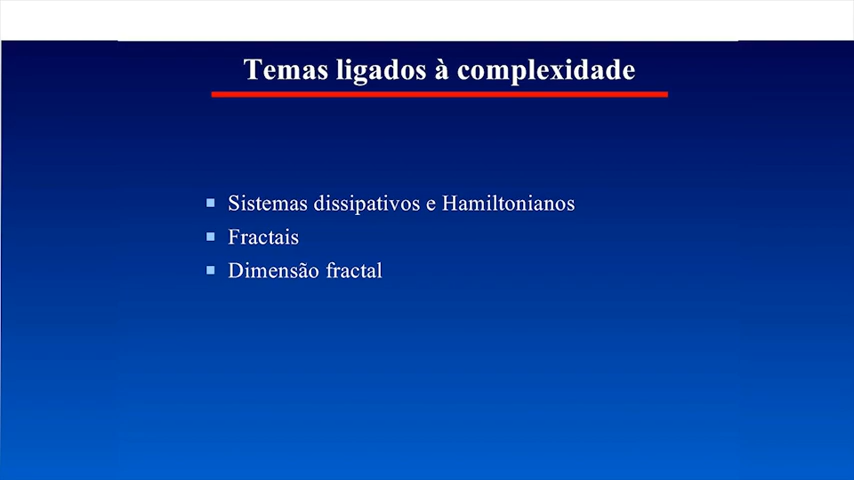 Temas ligados à complexidade
Sistemas dissipativos e Hamiltonianos
Fractais
Dimensão fractal